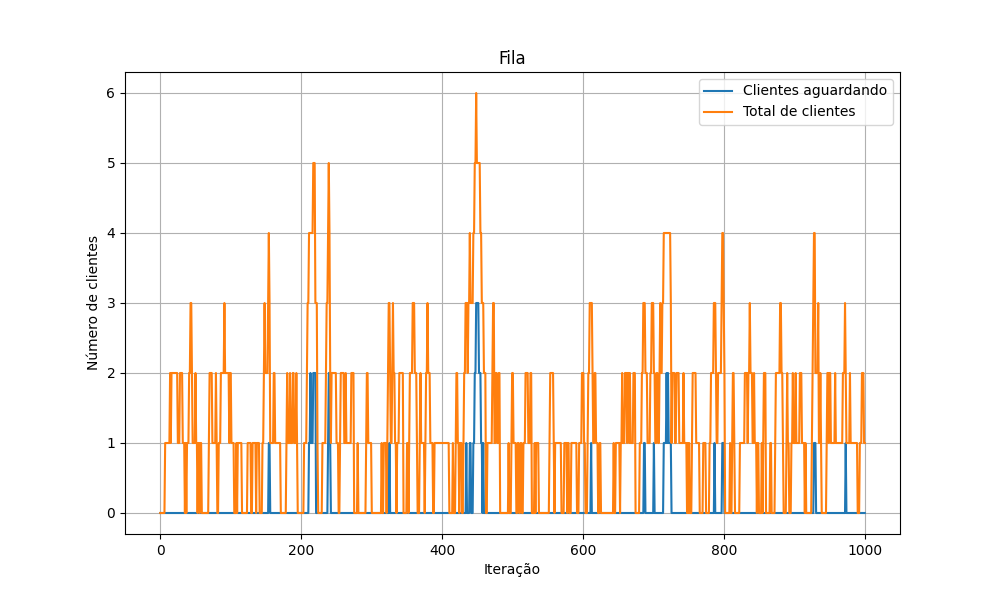 Fila
Clientes aguardando
Total de clientes
Número de clientes
6
5
4
3
2
1
0
0 200 400 600 800 1000
Iteração